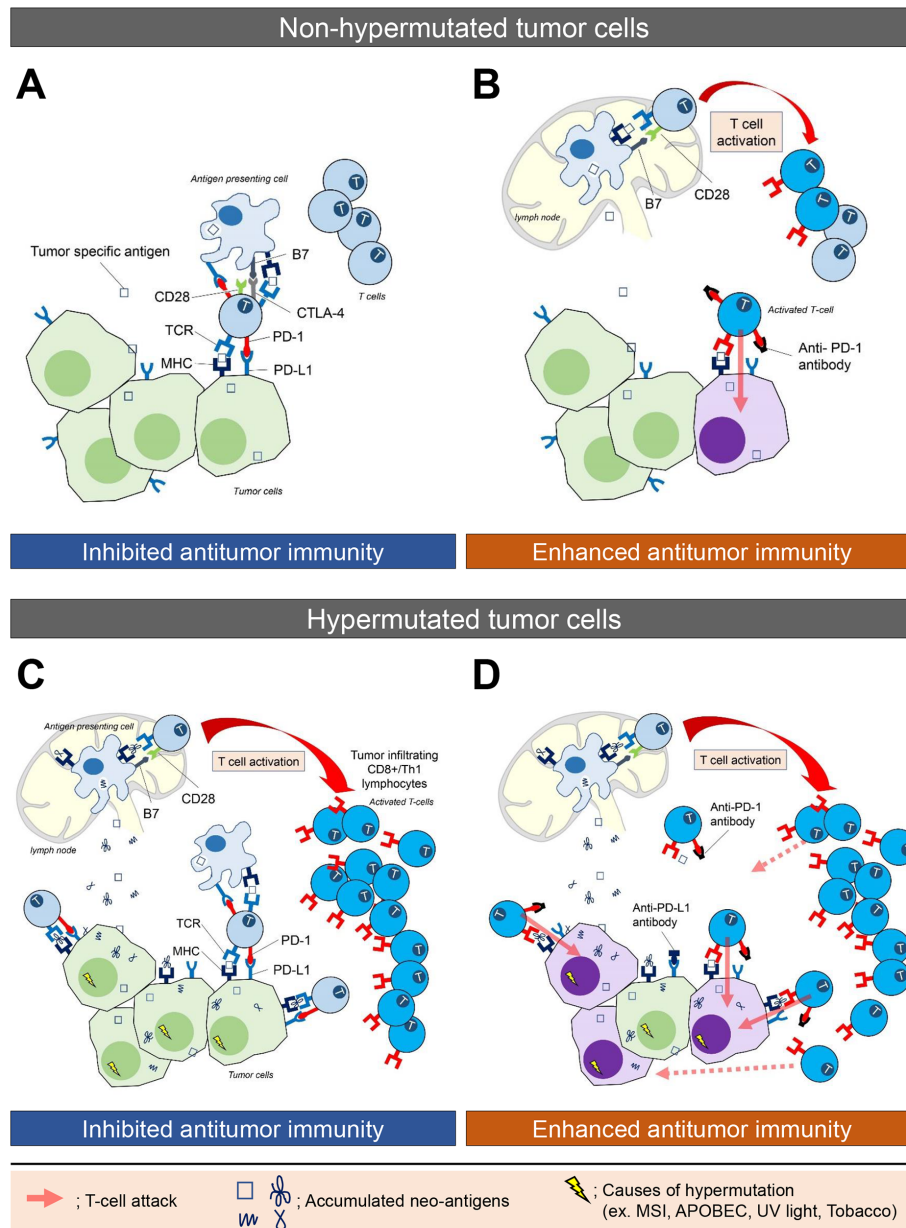 Non-hypermutated tumor cells
A
Antigen presenting cell
T
T
T
T
B7
Tumor specific antigen
CD28
CTLA-4
T cells
T
TCR
PD-1
MHC
PD-L1
Tumor cells
Inhibited antitumor immunity
B
T
T cell
activation
CD28
B7
lymph node
T
T
T
T
T
Activated T-cell
Anti- PD-1
antibody
Enhanced antitumor immunity
Hypermutated tumor cells
C
Antigen presenting cell
T
T cell activation
Tumor infiltrating
CD8+/Th1
lymphocytes
Activated T-cells
CD28
B7
lymph node
T
T
T
T
T
T
T
T
T
T
T
T
T
TCR
PD-1
MHC
PD-L1
T
Tumor cells
Inhibited antitumor immunity
D
T
T cell activation
Anti-PD-1
antibody
T
T
T
T
T
T
T
T
T
T
Anti-PD-L1
antibody
T
T
T
T
T
T
Enhanced antitumor immunity
; T-cell attack
; Accumulated neo-antigens
; Causes of hypermutation
(ex. MSI, APOBEC, UV light, Tobacco)